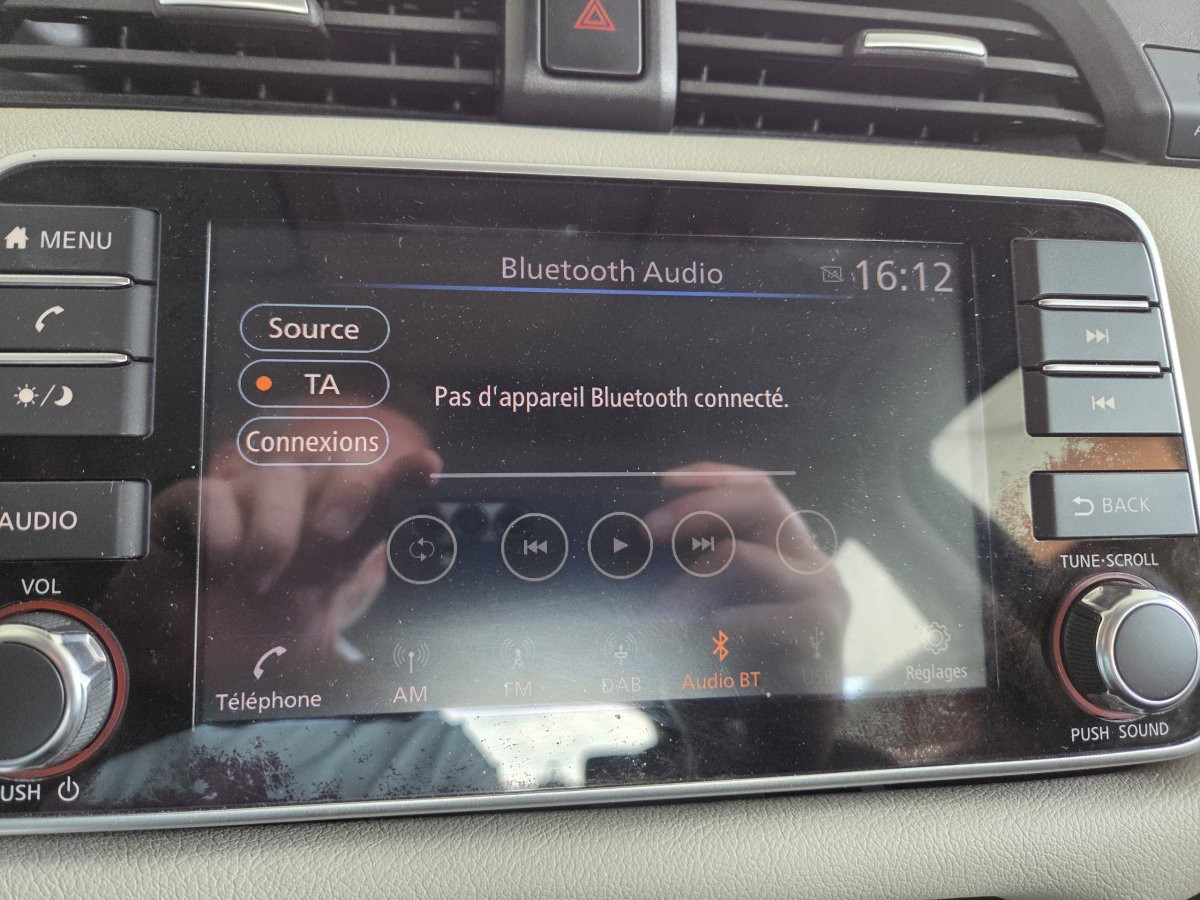 Bluetooth Audio
TA
16:12
MENU
Source
TA
Pas d'appareil Bluetooth connecté.
Connexions
AUDIO
BACK
VOL
TUNE·SCROLL
Téléphone
AM
FM
DAB
Audio BT
Réglages
PUSH SOUND